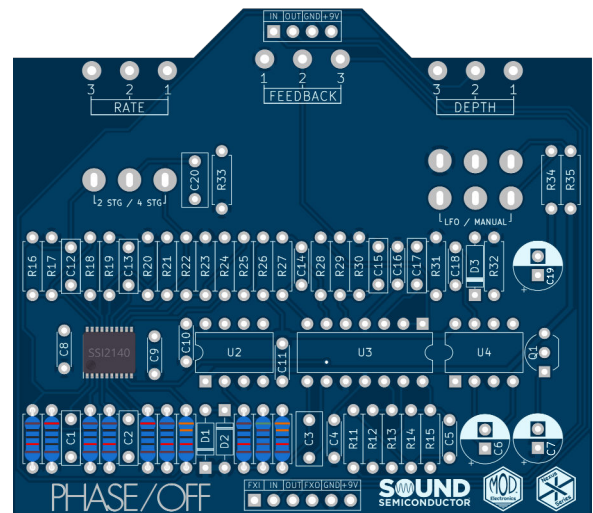 IN OUT GND +9V
1 2 3
FEEDBACK
3 2 1
RATE
3 2 1
DEPTH
2 STG / 4 STG
C20
R33
LFO / MANUAL
R34
R35
R16 R17 C12 R18 R19 C13 R20 R21 R22 R23 R24 R25 R26 R27 C14 R28 R29 R30 C15 C16 C17 R31 C18 D3 R32
+ C19
C8 SSI2140 C9 C10 U2 C11 U3 U4 Q1
C1 C2 D1 D2 C3 C4 R11 R12 R13 R14 R15 C5 + C6 + C7
PHASE/OFF
FXI IN OUT FXO GND +9V
SOUND
SEMICONDUCTOR
MOD
Electronics
Nexus
Series